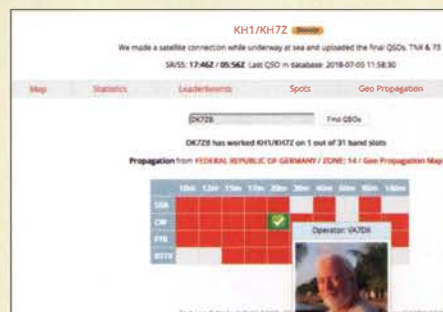 KH1/KH7Z Donate
We made a satellite connection while underway at sea and uploaded the final QSOs. TNX & 73
SR/SS: 17:46Z / 05:56Z Last QSO in database: 2018-07-05 11:58:30
Map Statistics Leaderboards Spots Geo Propagation
DK7ZB Find QSOs
DK7ZB has worked KH1/KH7Z on 1 out of 31 band slots
Propagation from FEDERAL REPUBLIC OF GERMANY / ZONE: 14 / Geo Propagation Map
10m 12m 15m 17m 20m 30m 40m 60m 80m 160m
SSB
CW
FT8
RTTY
Operator: VA7DX